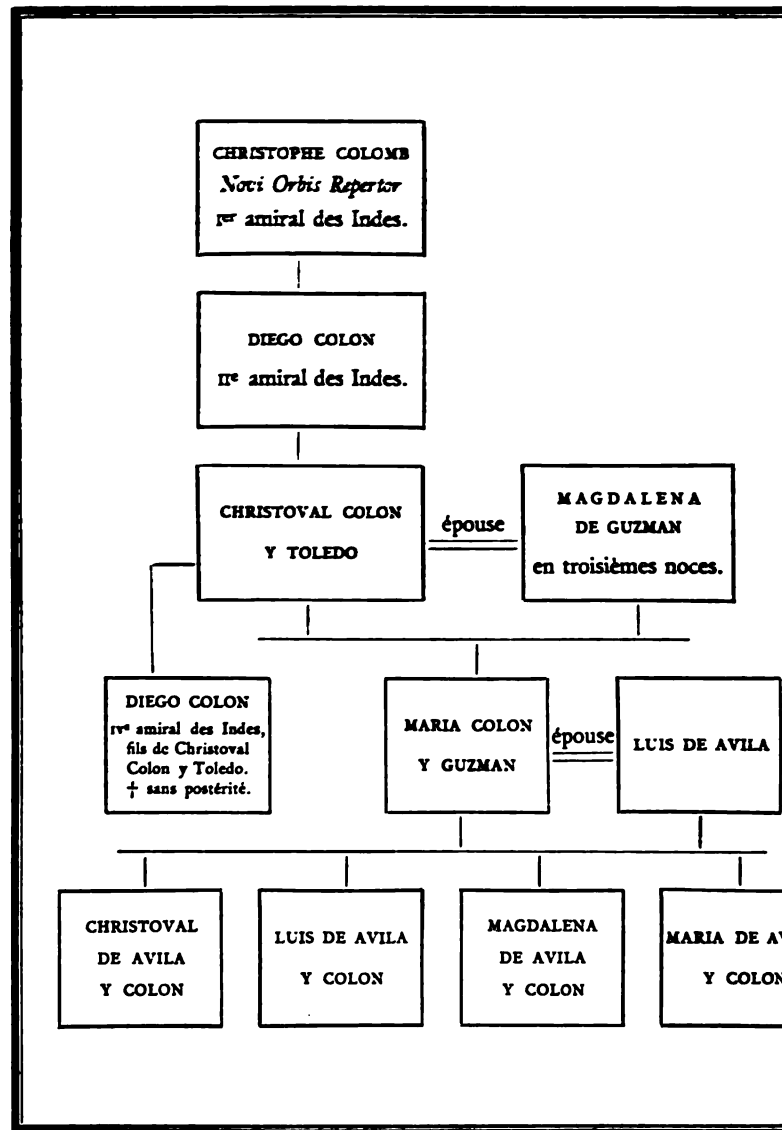 CHRISTOPHE COLOMB
Novi Orbis Repertor
Ier amiral des Indes.
DIEGO COLON
IIe amiral des Indes.
CHRISTOVAL COLON
Y TOLEDO
épouse
MAGDALENA
DE GUZMAN
en troisièmes noces.
DIEGO COLON
IVe amiral des Indes,
fils de Christoval
Colon y Toledo.
† sans postérité.
MARIA COLON
Y GUZMAN
épouse
LUIS DE AVILA
CHRISTOVAL
DE AVILA
Y COLON
LUIS DE AVILA
Y COLON
MAGDALENA
DE AVILA
Y COLON
MARIA DE AV
Y COLON